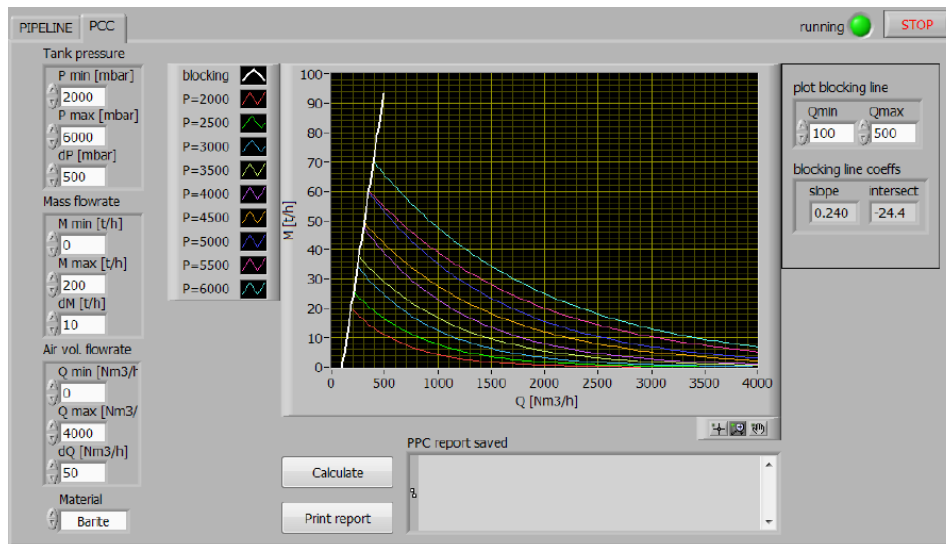 PIPELINE PCC
running STOP
Tank pressure
P min [mbar]
2000
P max [mbar]
6000
dP [mbar]
500
Mass flowrate
M min [t/h]
0
M max [t/h]
200
dM [t/h]
10
Air vol. flowrate
Q min [Nm3/h
0
Q max [Nm3/
4000
dQ [Nm3/h]
50
Material
Barite
blocking
P=2000
P=2500
P=3000
P=3500
P=4000
P=4500
P=5000
P=5500
P=6000
M [t/h]
100
90
80
70
60
50
40
30
20
10
0
0 500 1000 1500 2000 2500 3000 3500 4000
Q [Nm3/h]
plot blocking line
Qmin Qmax
100 500
blocking line coeffs
slope intersect
0.240 -24.4
PPC report saved
Calculate
Print report